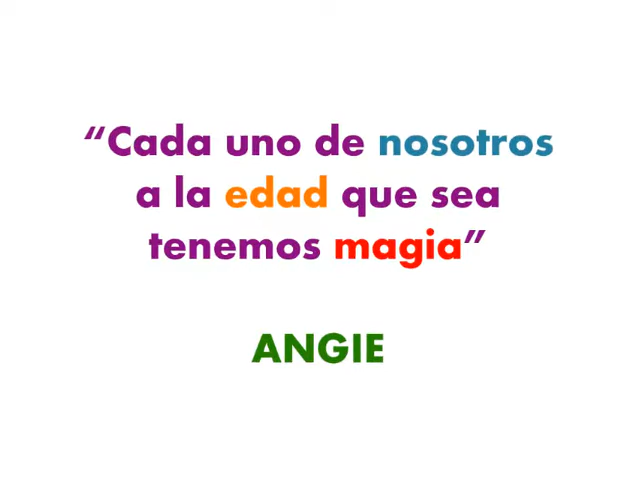 “Cada uno de nosotros
a la edad que sea
tenemos magia”
ANGIE